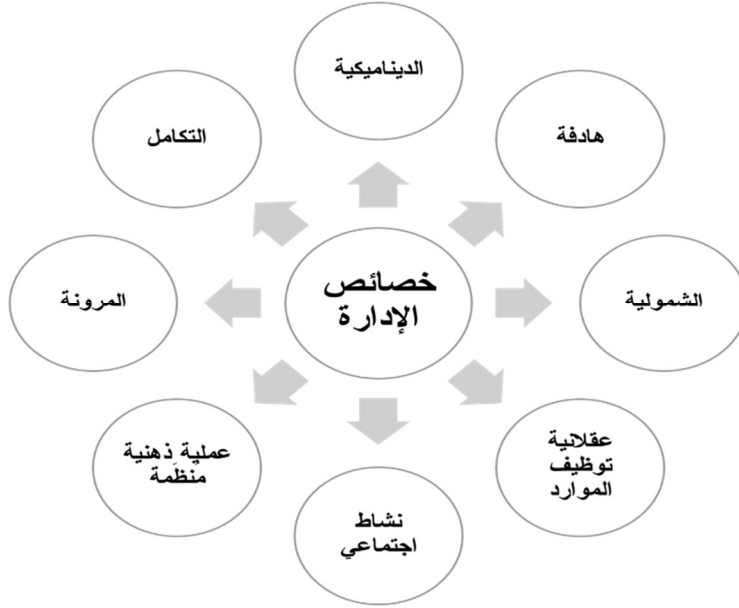 خصائص
الإدارة
الديناميكية
هادفة
الشمولية
عقلانية
توظيف
الموارد
نشاط
اجتماعي
عملية ذهنية
منظَمة
المرونة
التكامل